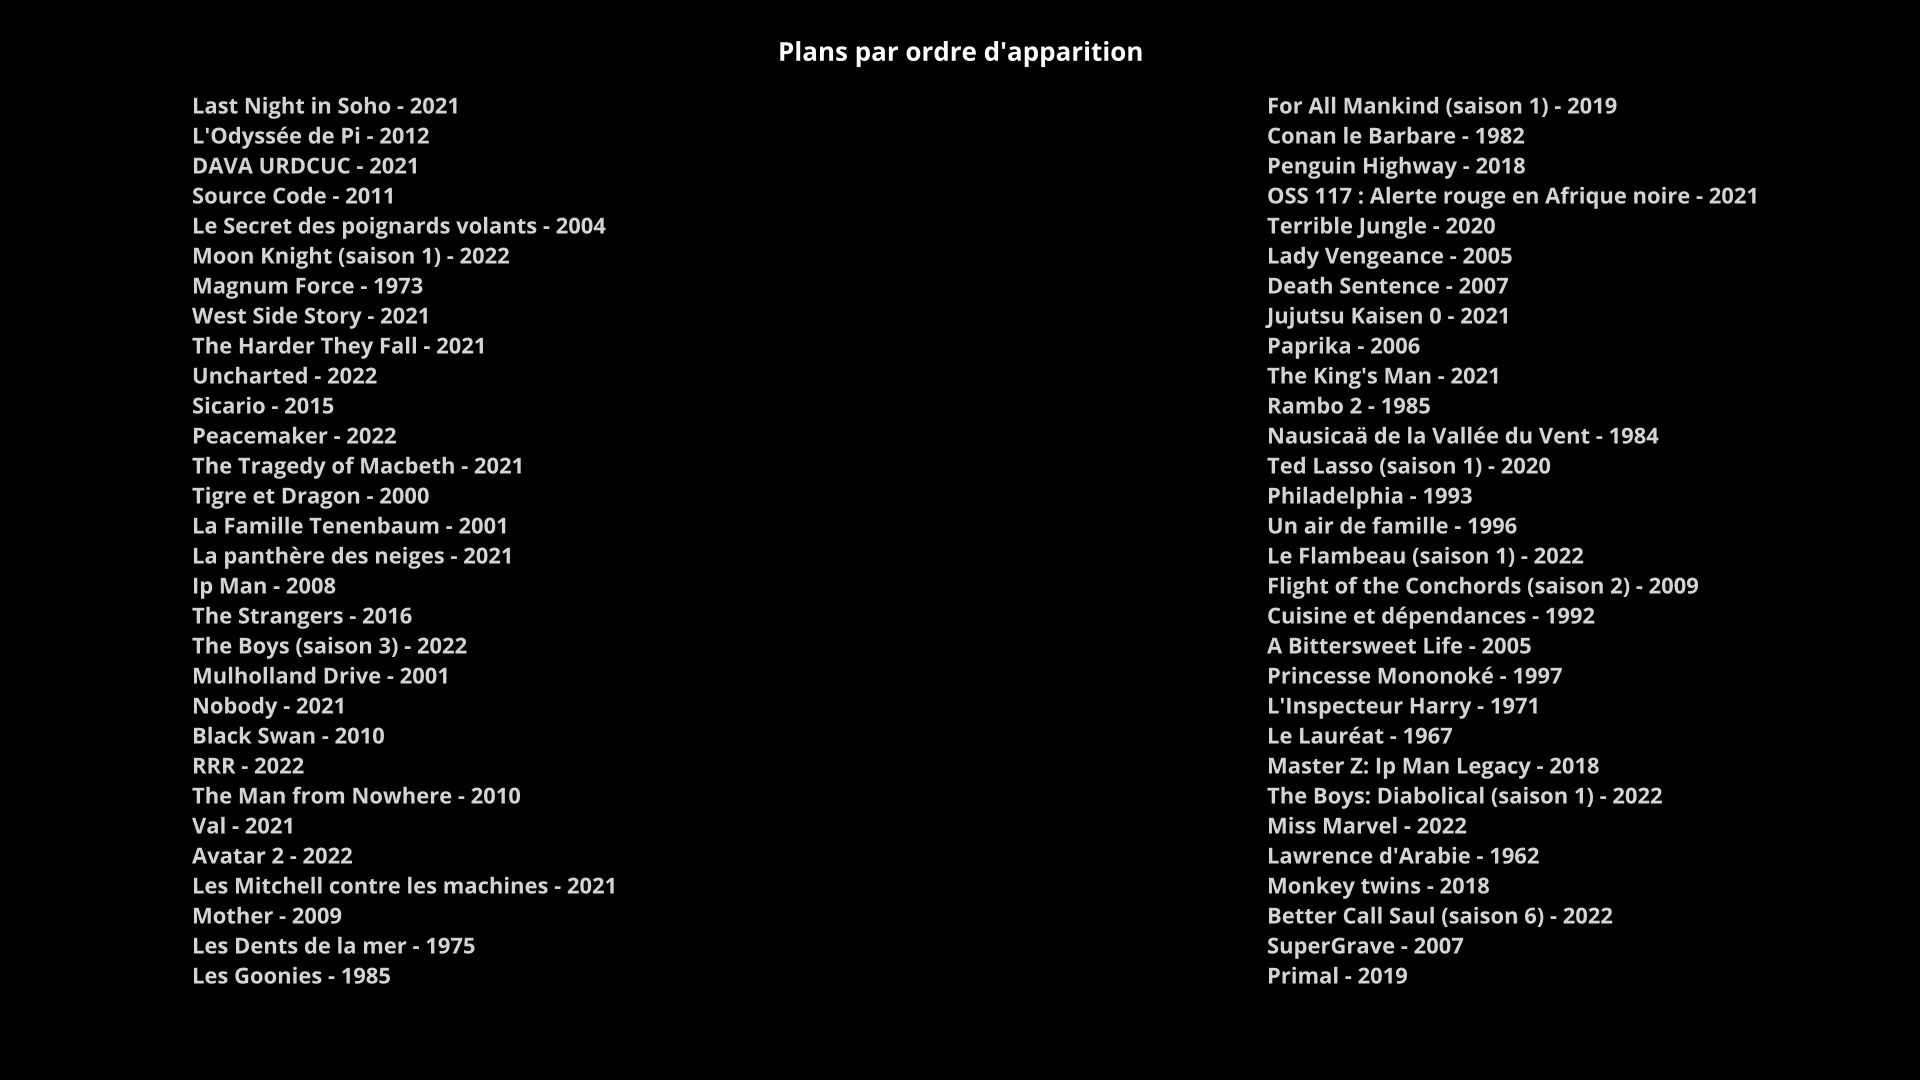 Plans par ordre d'apparition
Last Night in Soho - 2021
L'Odyssée de Pi - 2012
DAVA URDCUC - 2021
Source Code - 2011
Le Secret des poignards volants - 2004
Moon Knight (saison 1) - 2022
Magnum Force - 1973
West Side Story - 2021
The Harder They Fall - 2021
Uncharted - 2022
Sicario - 2015
Peacemaker - 2022
The Tragedy of Macbeth - 2021
Tigre et Dragon - 2000
La Famille Tenenbaum - 2001
La panthère des neiges - 2021
Ip Man - 2008
The Strangers - 2016
The Boys (saison 3) - 2022
Mulholland Drive - 2001
Nobody - 2021
Black Swan - 2010
RRR - 2022
The Man from Nowhere - 2010
Val - 2021
Avatar 2 - 2022
Les Mitchell contre les machines - 2021
Mother - 2009
Les Dents de la mer - 1975
Les Goonies - 1985
For All Mankind (saison 1) - 2019
Conan le Barbare - 1982
Penguin Highway - 2018
OSS 117 : Alerte rouge en Afrique noire - 2021
Terrible Jungle - 2020
Lady Vengeance - 2005
Death Sentence - 2007
Jujutsu Kaisen 0 - 2021
Paprika - 2006
The King's Man - 2021
Rambo 2 - 1985
Nausicaä de la Vallée du Vent - 1984
Ted Lasso (saison 1) - 2020
Philadelphia - 1993
Un air de famille - 1996
Le Flambeau (saison 1) - 2022
Flight of the Conchords (saison 2) - 2009
Cuisine et dépendances - 1992
A Bittersweet Life - 2005
Princesse Mononoké - 1997
L'Inspecteur Harry - 1971
Le Lauréat - 1967
Master Z: Ip Man Legacy - 2018
The Boys: Diabolical (saison 1) - 2022
Miss Marvel - 2022
Lawrence d'Arabie - 1962
Monkey twins - 2018
Better Call Saul (saison 6) - 2022
SuperGrave - 2007
Primal - 2019